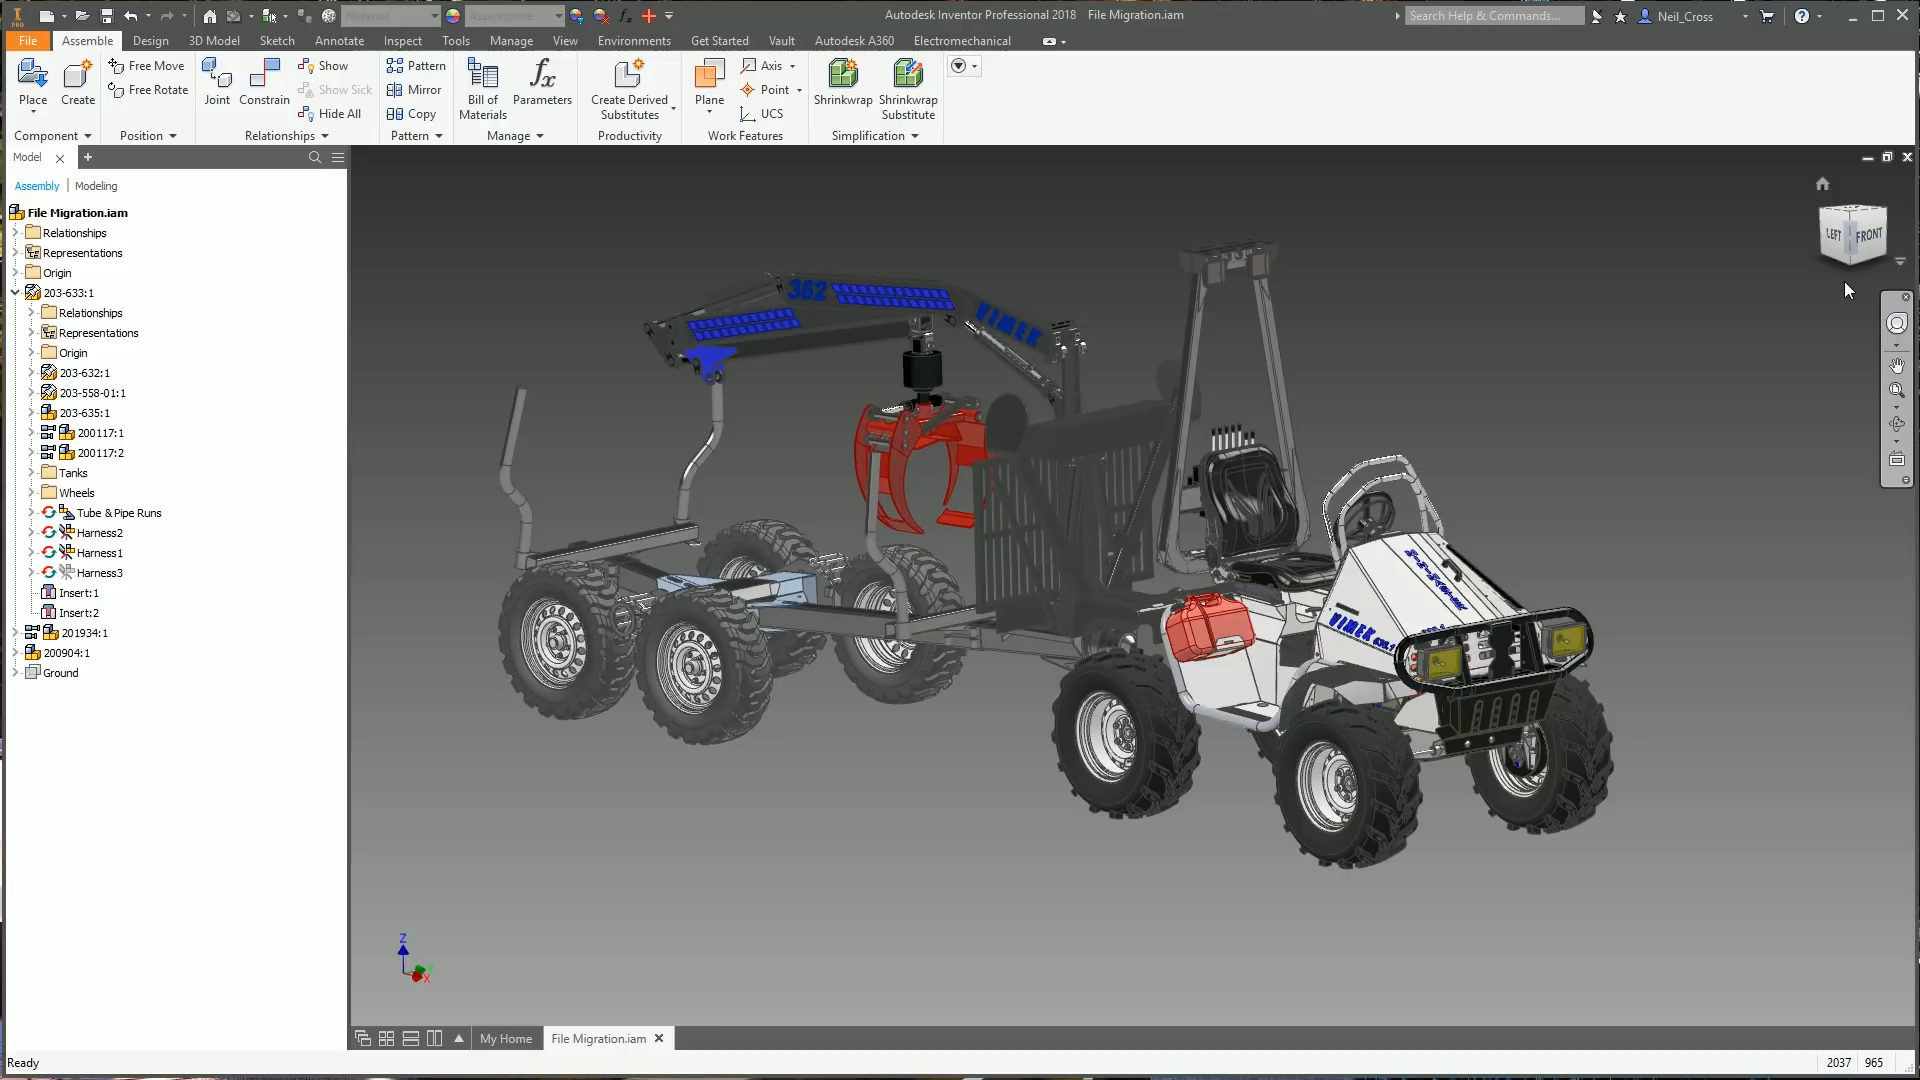 PRO
Material
Appearance
Autodesk Inventor Professional 2018 File Migration.iam
Search Help & Commands...
Neil_Cross
File
Assemble
Design
3D Model
Sketch
Annotate
Inspect
Tools
Manage
View
Environments
Get Started
Vault
Autodesk A360
Electromechanical
Place
Create
Component
Free Move
Free Rotate
Position
Joint
Constrain
Show
Show Sick
Hide All
Relationships
Pattern
Mirror
Copy
Pattern
Bill of
Materials
fx
Parameters
Manage
Create Derived
Substitutes
Productivity
Plane
Axis
Point
UCS
Work Features
Shrinkwrap
Shrinkwrap
Substitute
Simplification
Model
Assembly | Modeling
File Migration.iam
Relationships
Representations
Origin
203-633:1
Relationships
Representations
Origin
203-632:1
203-558-01:1
203-635:1
200117:1
200117:2
Tanks
Wheels
Tube & Pipe Runs
Harness2
Harness1
Harness3
Insert:1
Insert:2
201934:1
200904:1
Ground
LEFT
FRONT
362
VIMEK
VIMEK
Z
X
My Home
File Migration.iam
Ready
2037
965